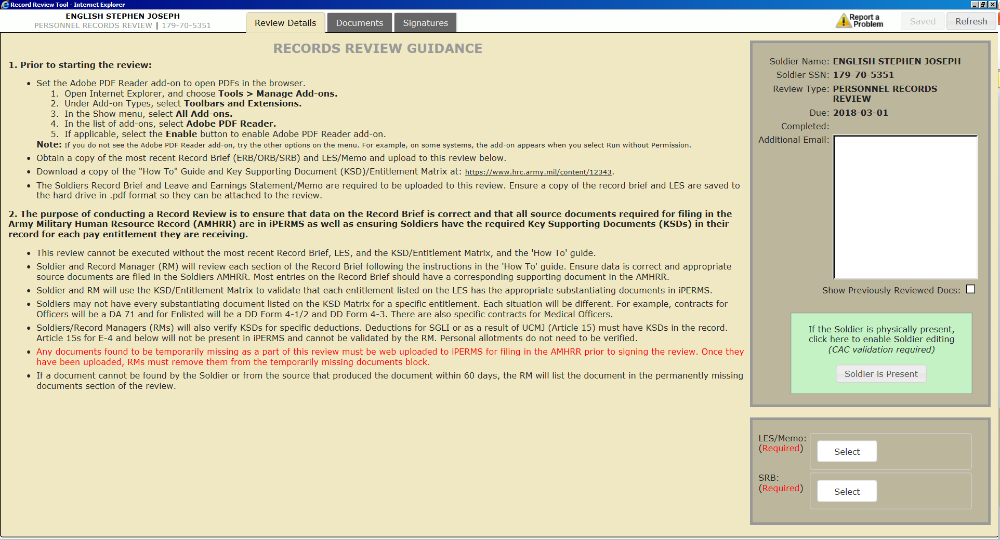 Record Review Tool - Internet Explorer
ENGLISH STEPHEN JOSEPH
PERSONNEL RECORDS REVIEW | 179-70-5351
Review Details
Documents
Signatures
Report a
Problem
Saved
Refresh
RECORDS REVIEW GUIDANCE
1. Prior to starting the review:
• Set the Adobe PDF Reader add-on to open PDFs in the browser.
1. Open Internet Explorer, and choose Tools > Manage Add-ons.
2. Under Add-on Types, select Toolbars and Extensions.
3. In the Show menu, select All Add-ons.
4. In the list of add-ons, select Adobe PDF Reader.
5. If applicable, select the Enable button to enable Adobe PDF Reader add-on.
Note: If you do not see the Adobe PDF Reader add-on, try the other options on the menu. For example, on some systems, the add-on appears when you select Run without Permission.
• Obtain a copy of the most recent Record Brief (ERB/ORB/SRB) and LES/Memo and upload to this review below.
• Download a copy of the "How To" Guide and Key Supporting Document (KSD)/Entitlement Matrix at: https://www.hrc.army.mil/content/12343.
• The Soldiers Record Brief and Leave and Earnings Statement/Memo are required to be uploaded to this review. Ensure a copy of the record brief and LES are saved to
the hard drive in .pdf format so they can be attached to the review.
2. The purpose of conducting a Record Review is to ensure that data on the Record Brief is correct and that all source documents required for filing in the
Army Military Human Resource Record (AMHRR) are in iPERMS as well as ensuring Soldiers have the required Key Supporting Documents (KSDs) in their
record for each pay entitlement they are receiving.
• This review cannot be executed without the most recent Record Brief, LES, and the KSD/Entitlement Matrix, and the 'How To' guide.
• Soldier and Record Manager (RM) will review each section of the Record Brief following the instructions in the 'How To' guide. Ensure data is correct and appropriate
source documents are filed in the Soldiers AMHRR. Most entries on the Record Brief should have a corresponding supporting document in the AMHRR.
• Soldier and RM will use the KSD/Entitlement Matrix to validate that each entitlement listed on the LES has the appropriate substantiating documents in iPERMS.
• Soldiers may not have every substantiating document listed on the KSD Matrix for a specific entitlement. Each situation will be different. For example, contracts for
Officers will be a DA 71 and for Enlisted will be a DD Form 4-1/2 and DD Form 4-3. There are also specific contracts for Medical Officers.
• Soldiers/Record Managers (RMs) will also verify KSDs for specific deductions. Deductions for SGLI or as a result of UCMJ (Article 15) must have KSDs in the record.
Article 15s for E-4 and below will not be present in iPERMS and cannot be validated by the RM. Personal allotments do not need to be verified.
• Any documents found to be temporarily missing as a part of this review must be web uploaded to iPERMS for filing in the AMHRR prior to signing the review. Once they
have been uploaded, RMs must remove them from the temporarily missing documents block.
• If a document cannot be found by the Soldier or from the source that produced the document within 60 days, the RM will list the document in the permanently missing
documents section of the review.
Soldier Name: ENGLISH STEPHEN JOSEPH
Soldier SSN: 179-70-5351
Review Type: PERSONNEL RECORDS
REVIEW
Due: 2018-03-01
Completed:
Additional Email:
Show Previously Reviewed Docs:
If the Soldier is physically present,
click here to enable Soldier editing
(CAC validation required)
Soldier is Present
LES/Memo:
(Required)
Select
SRB:
(Required)
Select